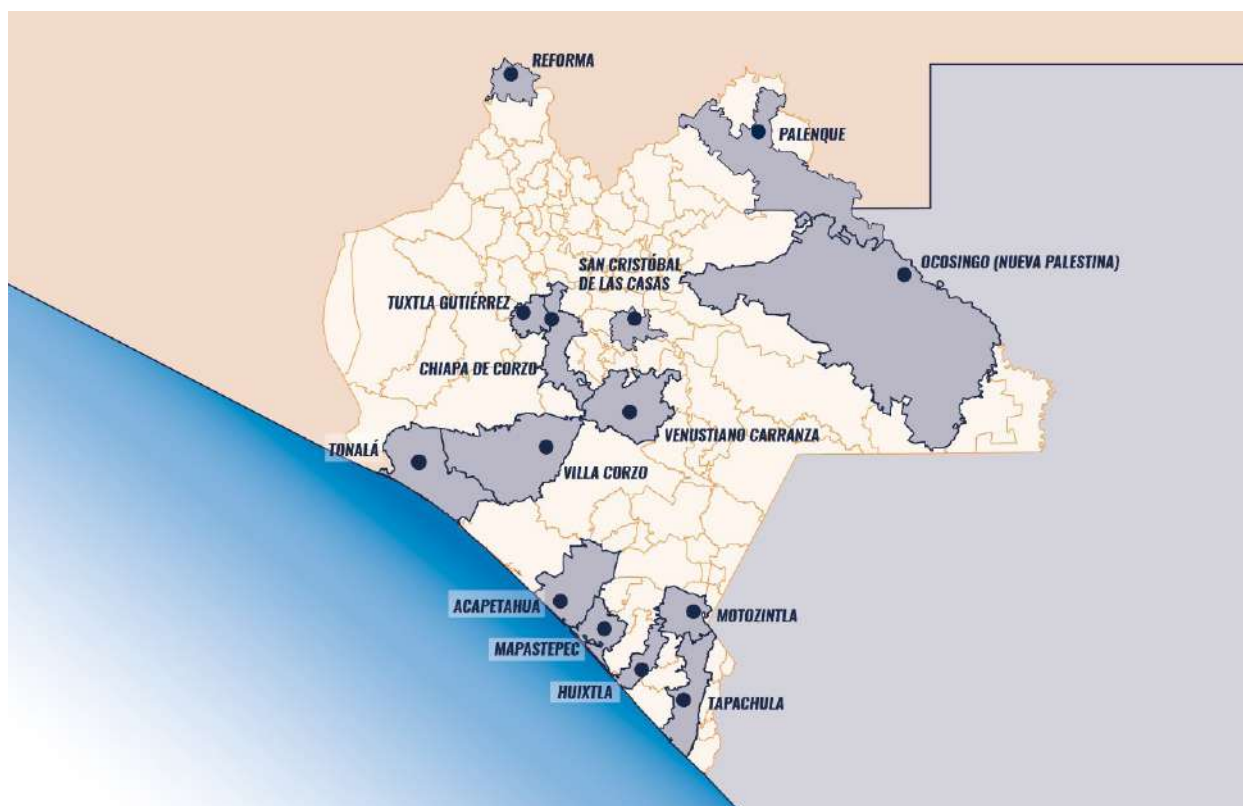 REFORMA
PALENQUE
OCOSINGO (NUEVA PALESTINA)
SAN CRISTÓBAL
DE LAS CASAS
TUXTLA GUTIÉRREZ
CHIAPA DE CORZO
VENUSTIANO CARRANZA
TONALÁ
VILLA CORZO
ACAPETAHUA
MOTOZINTLA
MAPASTEPEC
HUIXTLA
TAPACHULA